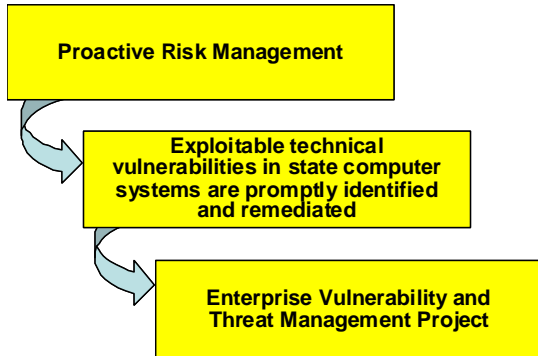 Proactive Risk Management
Exploitable technical
vulnerabilities in state computer
systems are promptly identified
and remediated
Enterprise Vulnerability and
Threat Management Project